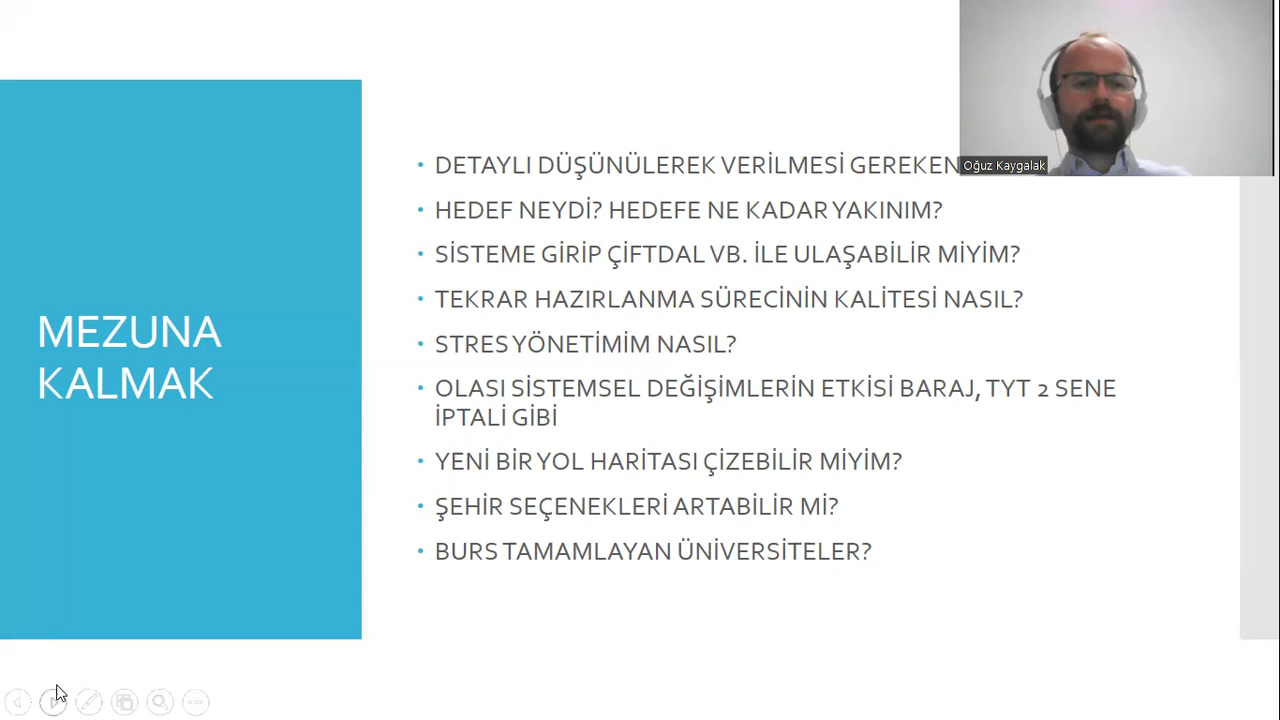 MEZUNA
KALMAK
DETAYLI DÜŞÜNÜLEREK VERİLMESİ GEREKEN
HEDEF NEYDİ? HEDEFE NE KADAR YAKINIM?
SİSTEME GİRİP ÇİFTDAL VB. İLE ULAŞABİLİR MİYİM?
TEKRAR HAZIRLANMA SÜRECİNİN KALİTESİ NASIL?
STRES YÖNETİMİM NASIL?
OLASI SİSTEMSEL DEĞİŞİMLERİN ETKİSİ BARAJ, TYT 2 SENE
İPTALİ GİBİ
YENİ BİR YOL HARİTASI ÇİZEBİLİR MİYİM?
ŞEHİR SEÇENEKLERİ ARTABİLİR Mİ?
BURS TAMAMLAYAN ÜNİVERSİTELER?
Oğuz Kaygalak